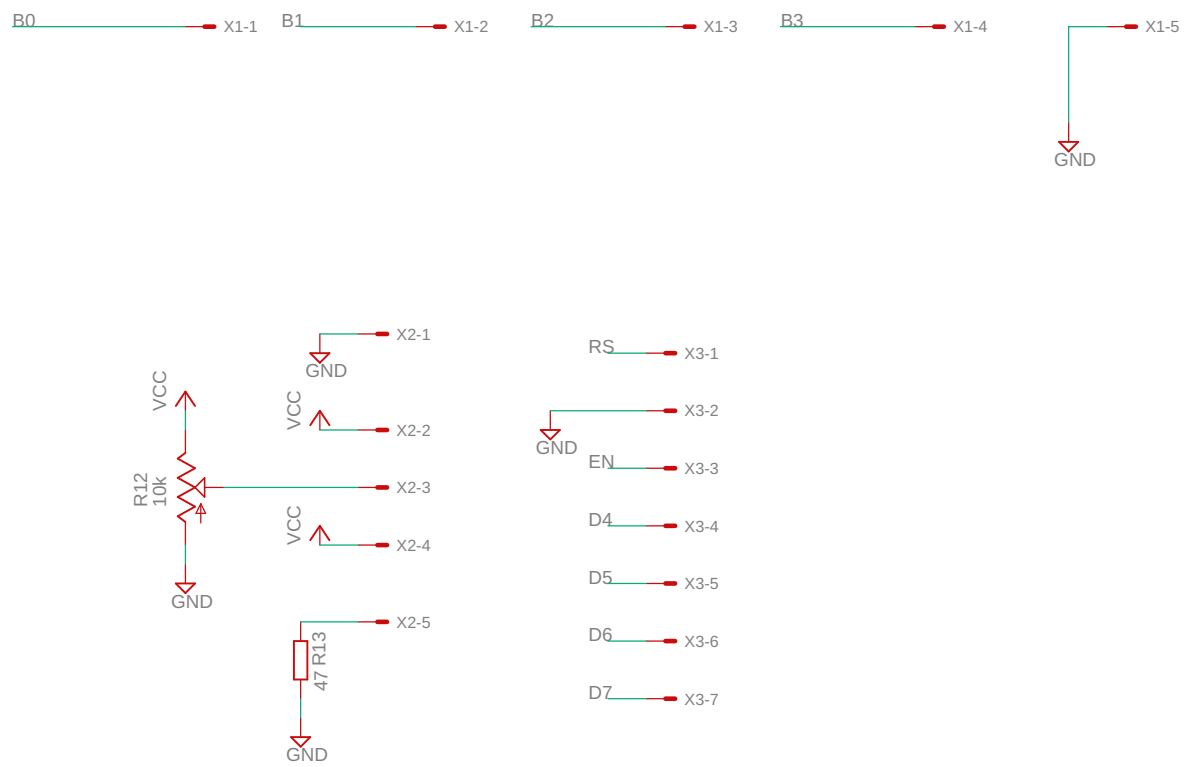 B0
X1-1
B1
X1-2
B2
X1-3
B3
X1-4
X1-5
GND
X2-1
GND
VCC
X2-2
VCC
R12
10k
X2-3
VCC
X2-4
GND
X2-5
R13
47
GND
RS
X3-1
X3-2
GND
EN
X3-3
D4
X3-4
D5
X3-5
D6
X3-6
D7
X3-7